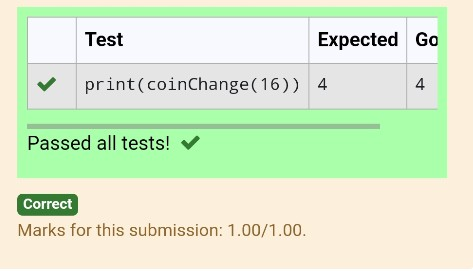 Test Expected Go
print(coinChange(16)) 4 4
Passed all tests!
Correct
Marks for this submission: 1.00/1.00.